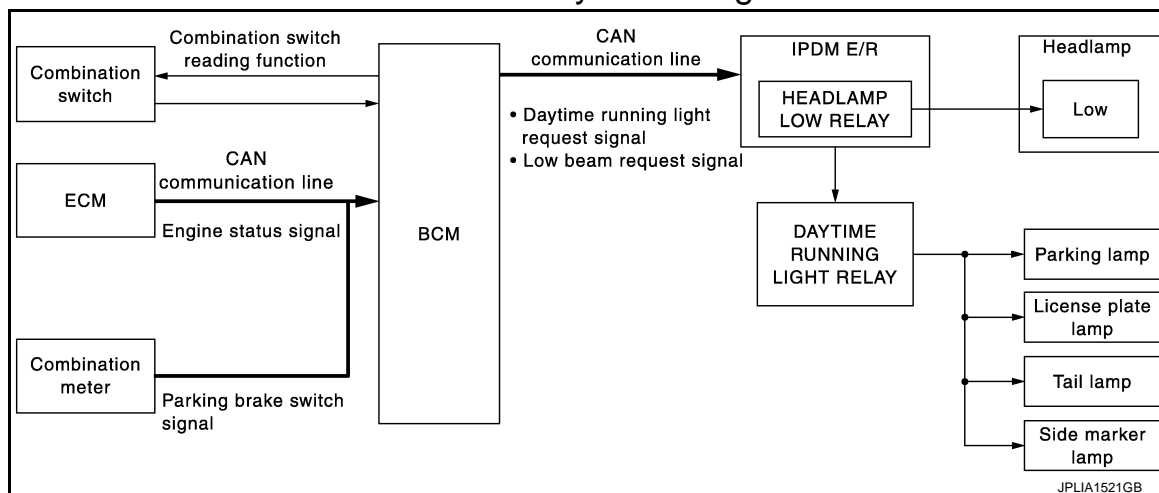 Combination switch
reading function
Combination
switch
CAN
communication line
ECM
Engine status signal
Combination
meter
Parking brake switch
signal
BCM
CAN
communication line
• Daytime running light
request signal
• Low beam request signal
IPDM E/R
HEADLAMP
LOW RELAY
Headlamp
Low
DAYTIME
RUNNING
LIGHT RELAY
Parking lamp
License plate
lamp
Tail lamp
Side marker
lamp
JPLIA1521GB